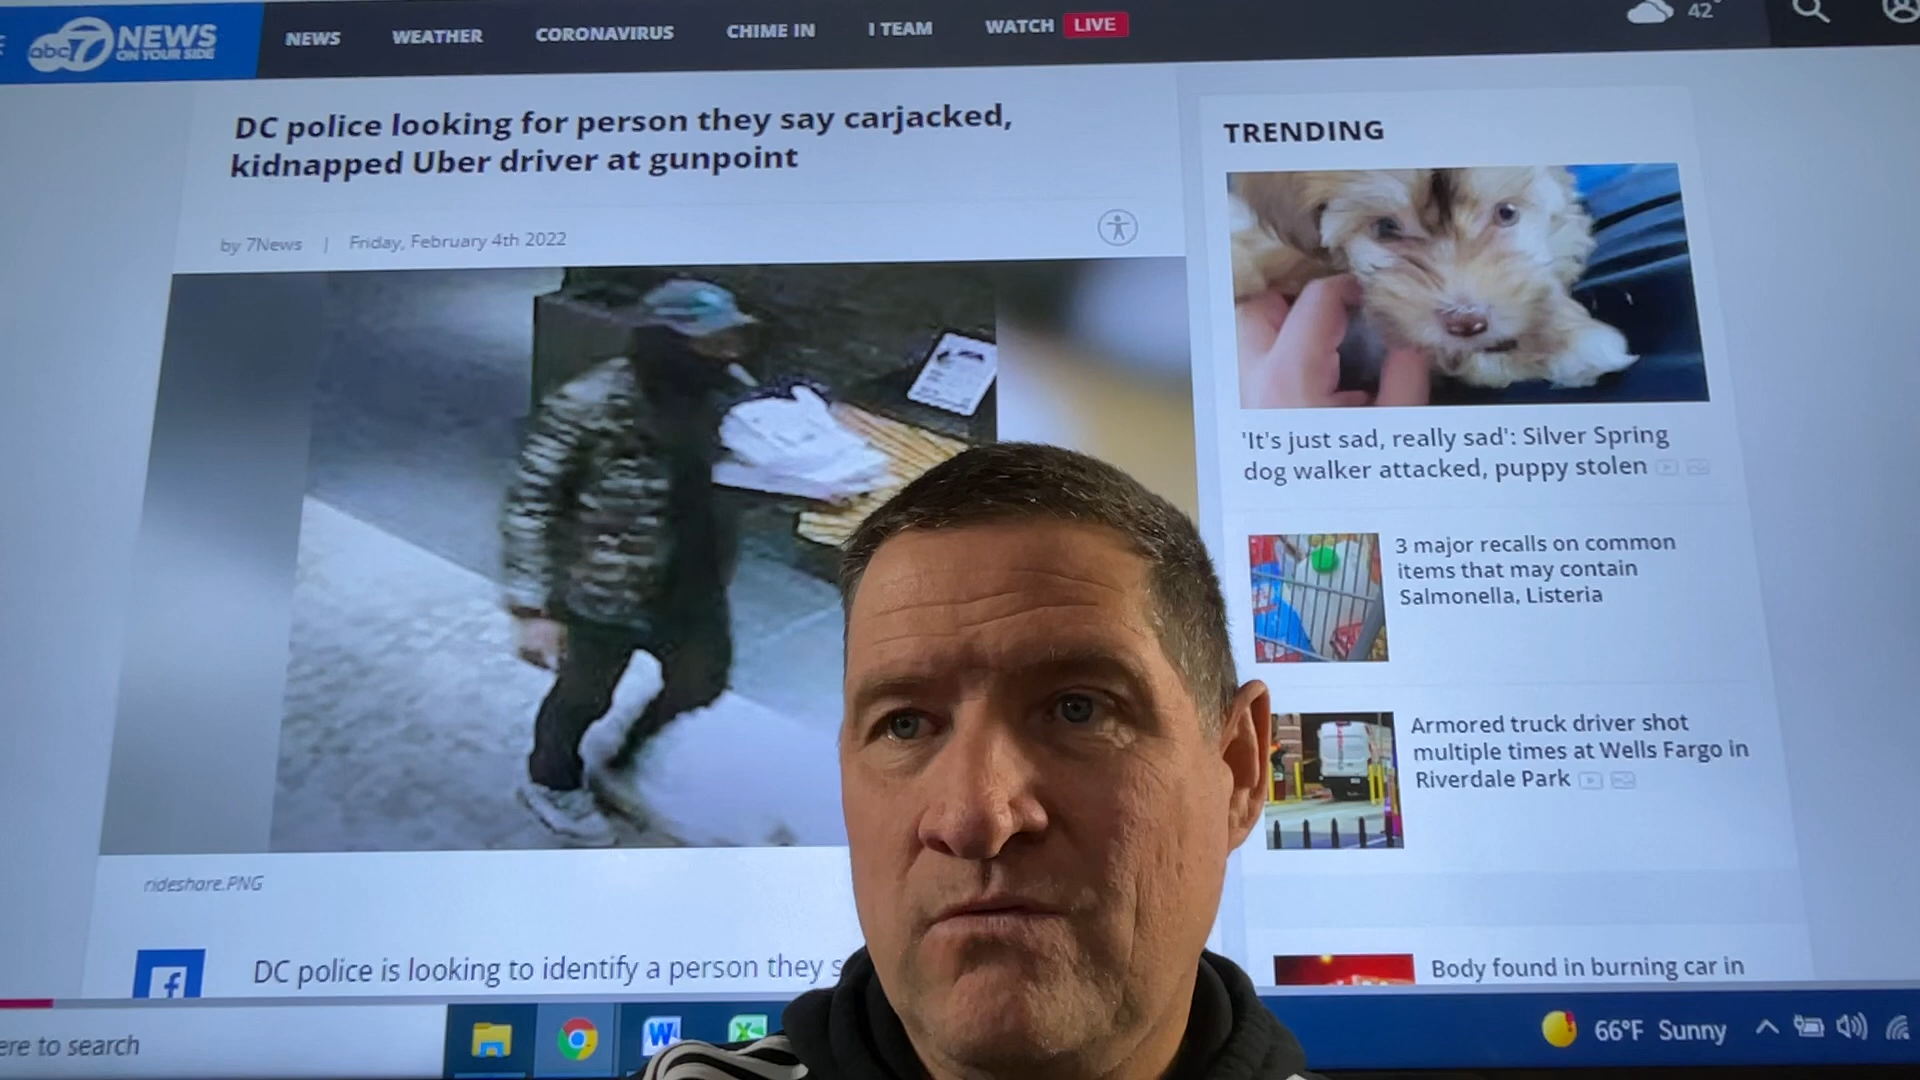 abc 7 NEWS
ON YOUR SIDE
NEWS WEATHER CORONAVIRUS CHIME IN I TEAM WATCH LIVE
42°
DC police looking for person they say carjacked,
kidnapped Uber driver at gunpoint
by 7News | Friday, February 4th 2022
rideshare.PNG
DC police is looking to identify a person they
TRENDING
'It's just sad, really sad': Silver Spring
dog walker attacked, puppy stolen
3 major recalls on common
items that may contain
Salmonella, Listeria
Armored truck driver shot
multiple times at Wells Fargo in
Riverdale Park
Body found in burning car in
ere to search
66°F Sunny